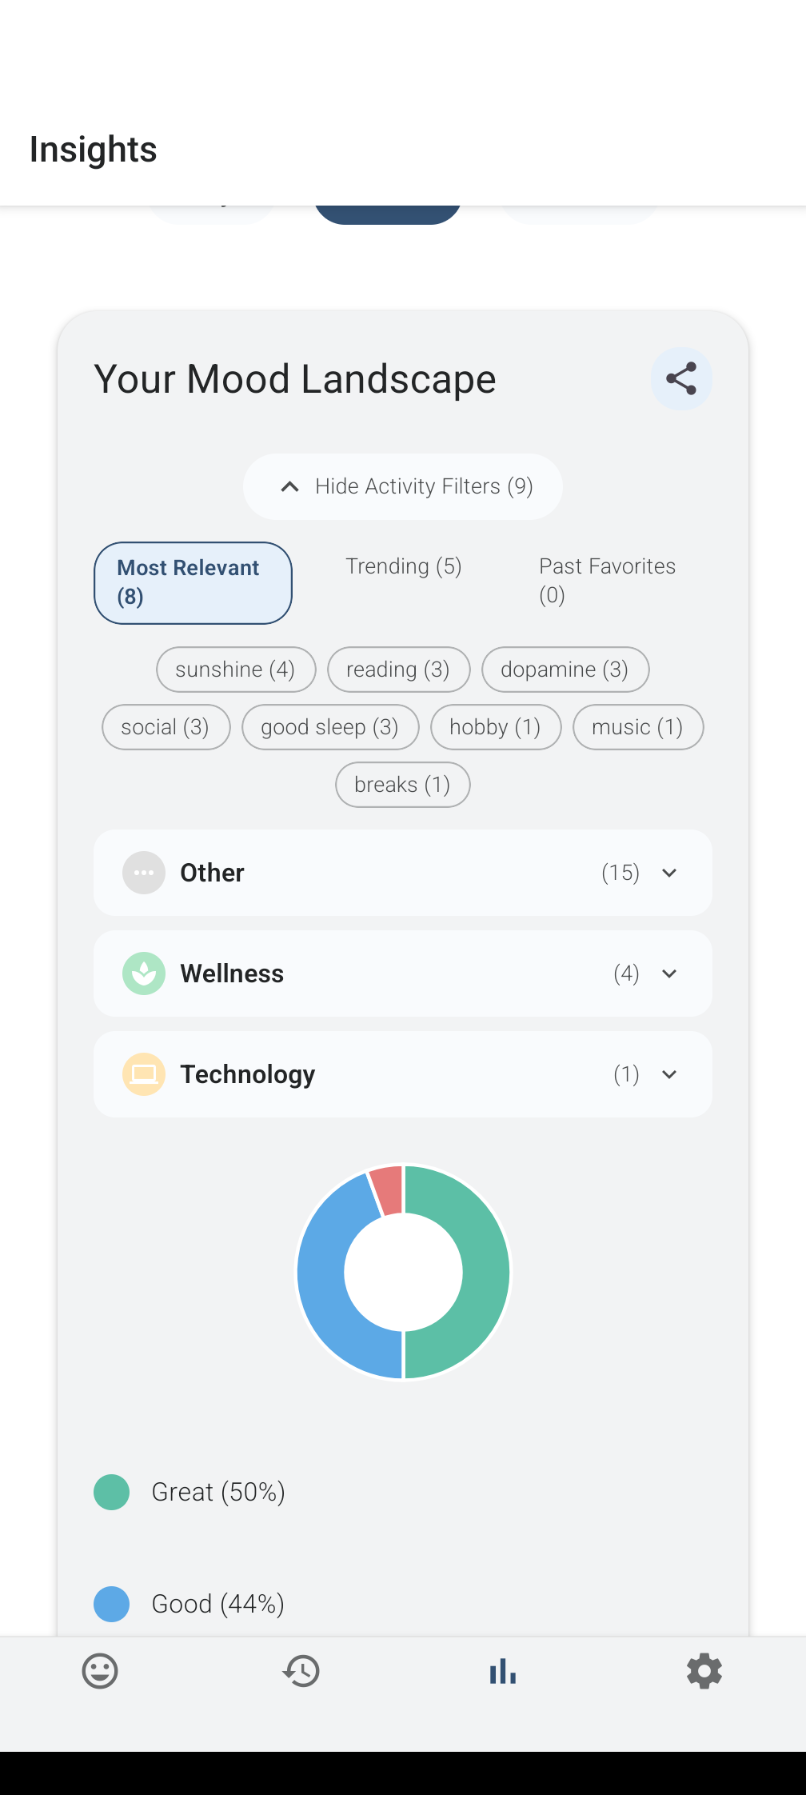 Insights
Your Mood Landscape
Hide Activity Filters (9)
Most Relevant
(8)
Trending (5)
Past Favorites
(0)
sunshine (4)
reading (3)
dopamine (3)
social (3)
good sleep (3)
hobby (1)
music (1)
breaks (1)
Other
(15)
Wellness
(4)
Technology
(1)
Great (50%)
Good (44%)